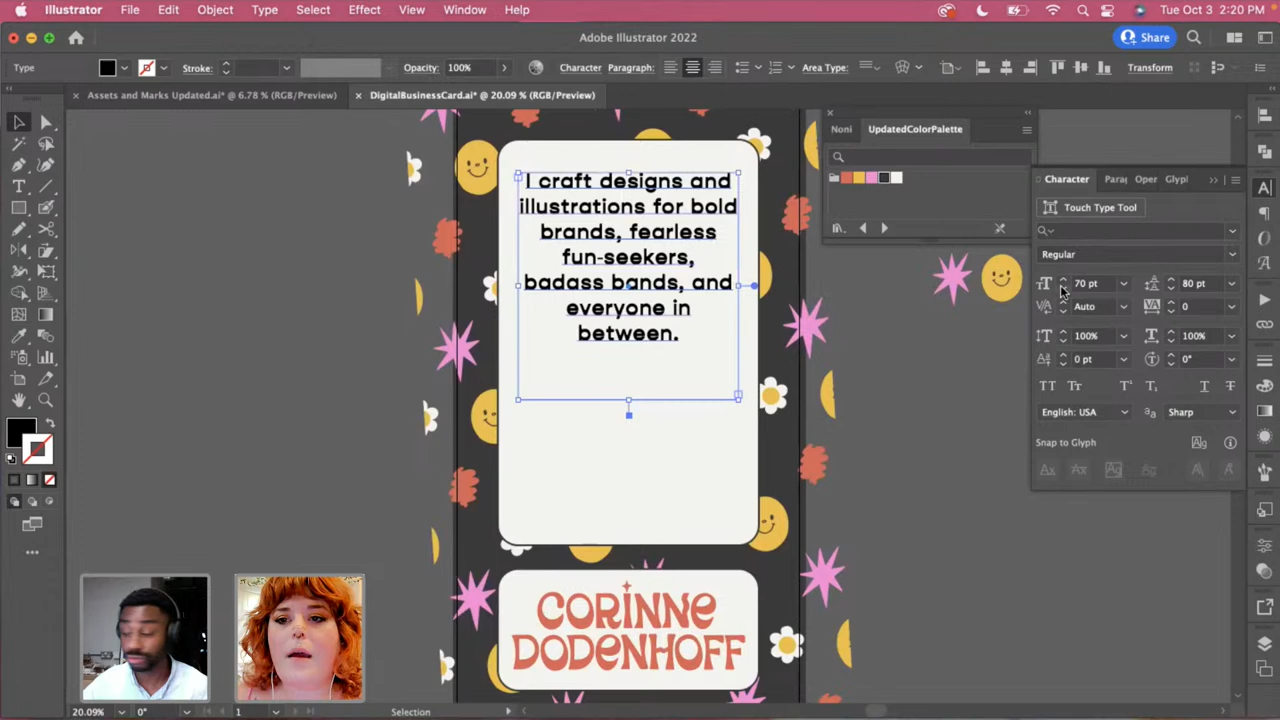 Illustrator File Edit Object Type Select Effect View Window Help
Tue Oct 3 2:20 PM
Adobe Illustrator 2022
Share
Type
Stroke:
Opacity: 100%
Character
Paragraph:
Area Type:
Transform
× Assets and Marks Updated.ai* @ 6.78 % (RGB/Preview)
× DigitalBusinessCard.ai* @ 20.09 % (RGB/Preview)
Noni
UpdatedColorPalette
I craft designs and
illustrations for bold
brands, fearless
fun-seekers,
badass bands, and
everyone in
between.
CORINNE
DODENHOFF
Character
Para
Oper
Glyp
Touch Type Tool
Regular
70 pt
80 pt
Auto
0
100%
100%
0 pt
0°
English: USA
Sharp
Snap to Glyph
20.09%
0°
1
Selection